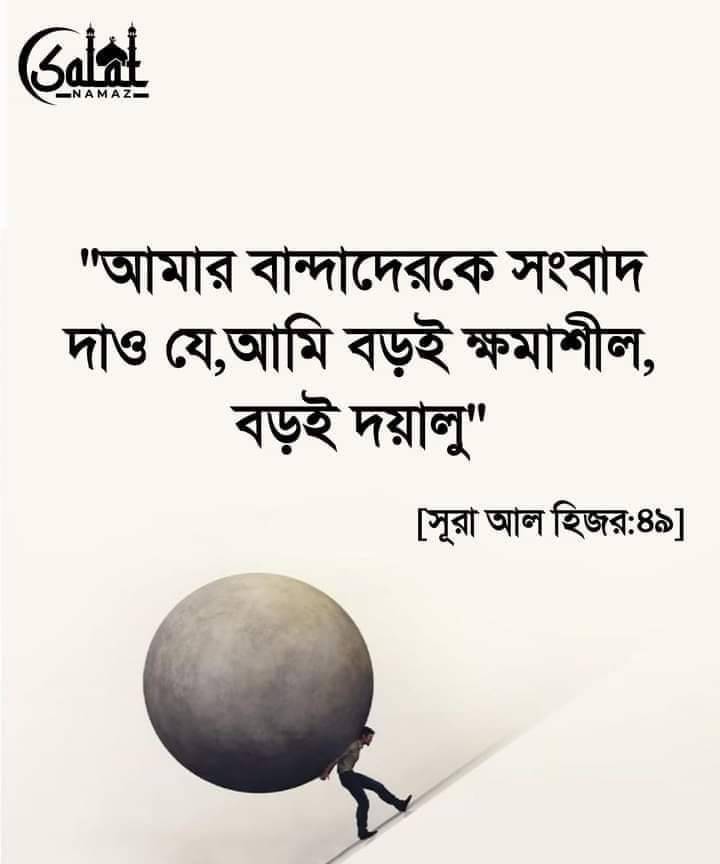 Salat
NAMAZ
"আমার বান্দাদেরকে সংবাদ
দাও যে,আমি বড়ই ক্ষমাশীল,
বড়ই দয়ালু"
[সূরা আল হিজর:৪৯]